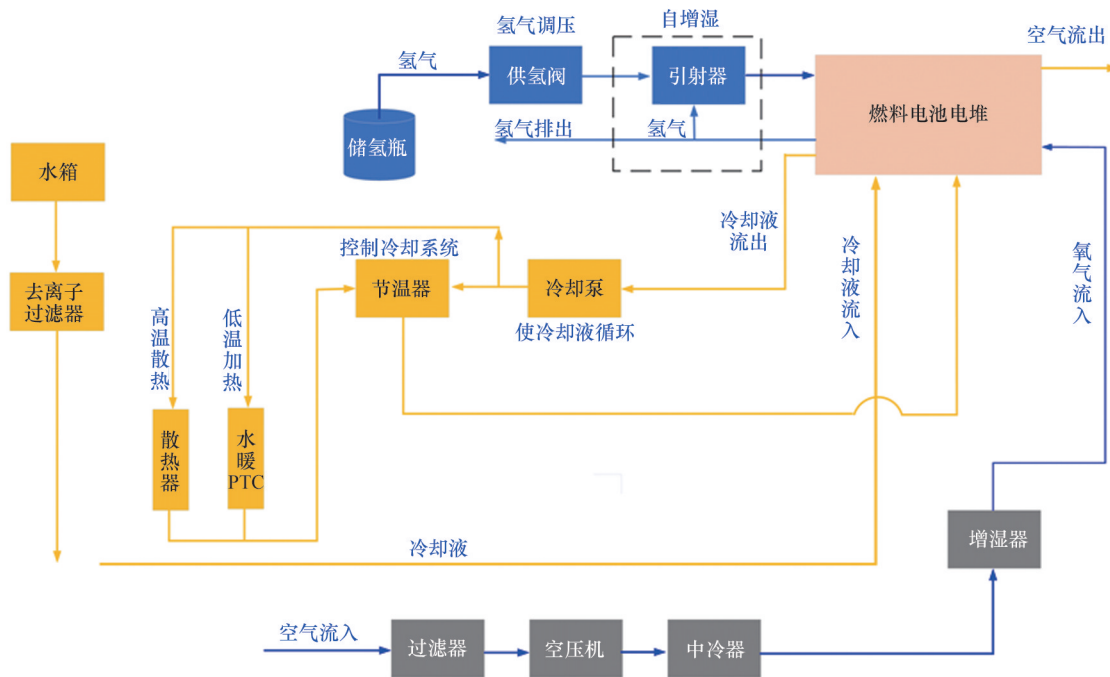 氢气调压
自增湿
空气流出
氢气
供氢阀
引射器
燃料电池电堆
储氢瓶
氢气排出
氢气
水箱
冷却液
流出
冷却液流入
氧气流入
控制冷却系统
节温器
冷却泵
使冷却液循环
去离子
过滤器
高温散热
低温加热
散热器
水暖
PTC
冷却液
增湿器
空气流入
过滤器
空压机
中冷器